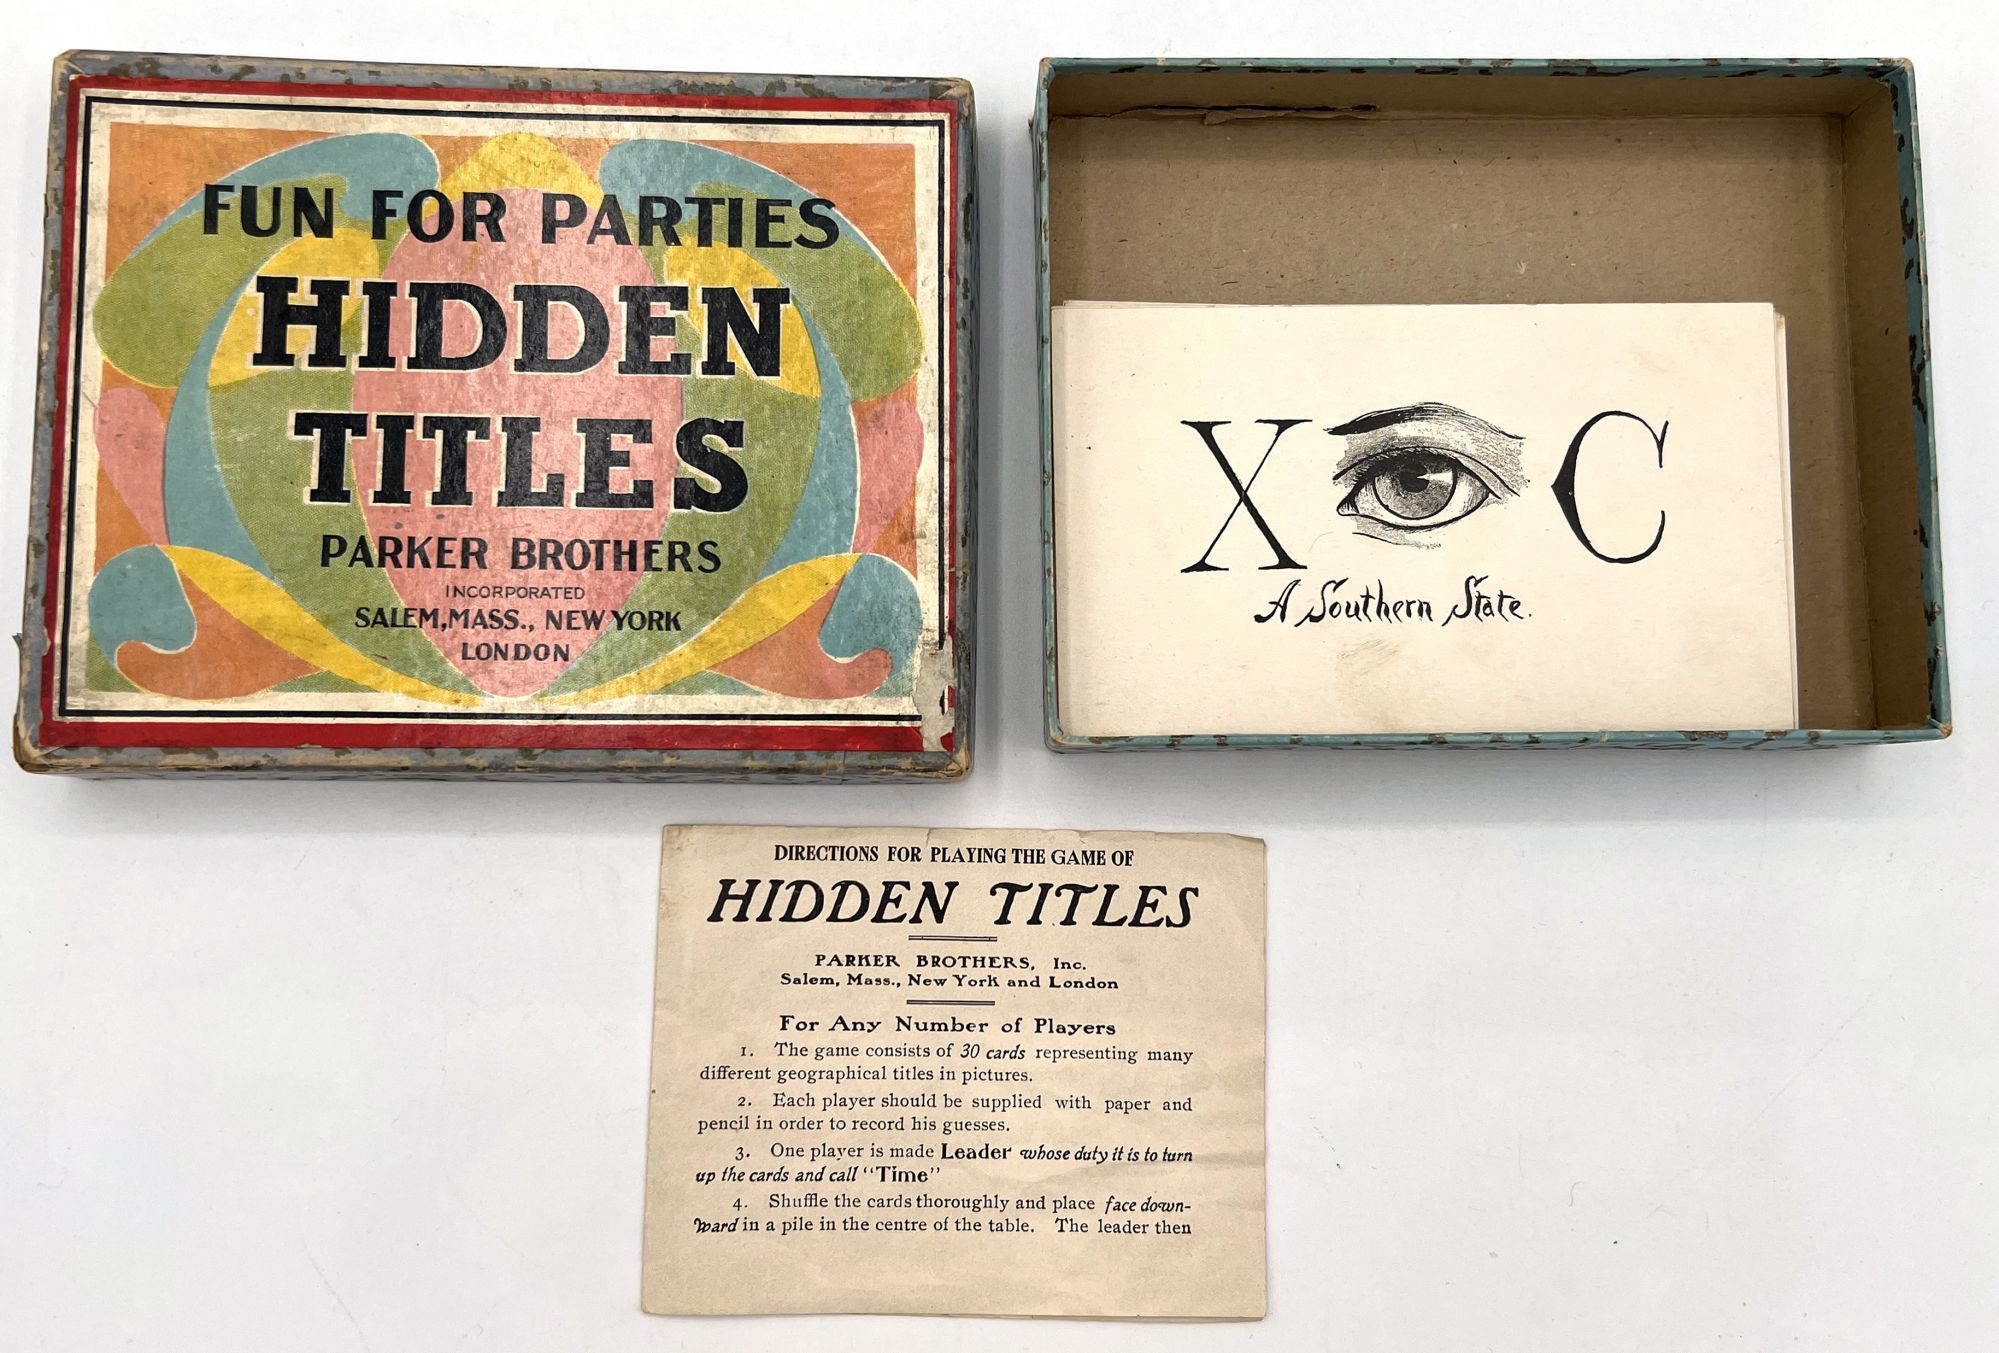 FUN FOR PARTIES
HIDDEN
TITLES
PARKER BROTHERS
INCORPORATED
SALEM, MASS., NEW YORK
LONDON
X C
A Southern State.
DIRECTIONS FOR PLAYING THE GAME OF
HIDDEN TITLES
PARKER BROTHERS, Inc.
Salem, Mass., New York and London
For Any Number of Players
1. The game consists of 30 cards representing many
different geographical titles in pictures.
2. Each player should be supplied with paper and
pencil in order to record his guesses.
3. One player is made Leader whose duty it is to turn
up the cards and call "Time"
4. Shuffle the cards thoroughly and place face down-
ward in a pile in the centre of the table. The leader then